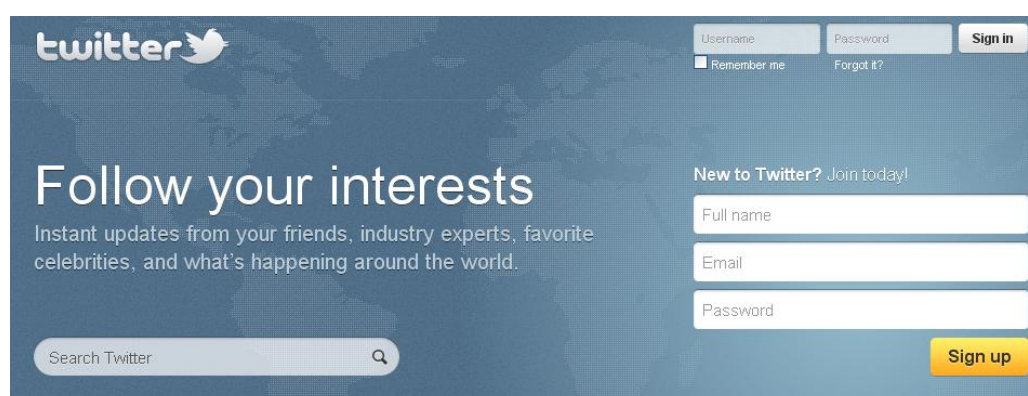 twitter
Username
Password
Sign in
Remember me
Forgot it?
Follow your interests
Instant updates from your friends, industry experts, favorite
celebrities, and what's happening around the world.
Search Twitter
New to Twitter? Join today!
Full name
Email
Password
Sign up